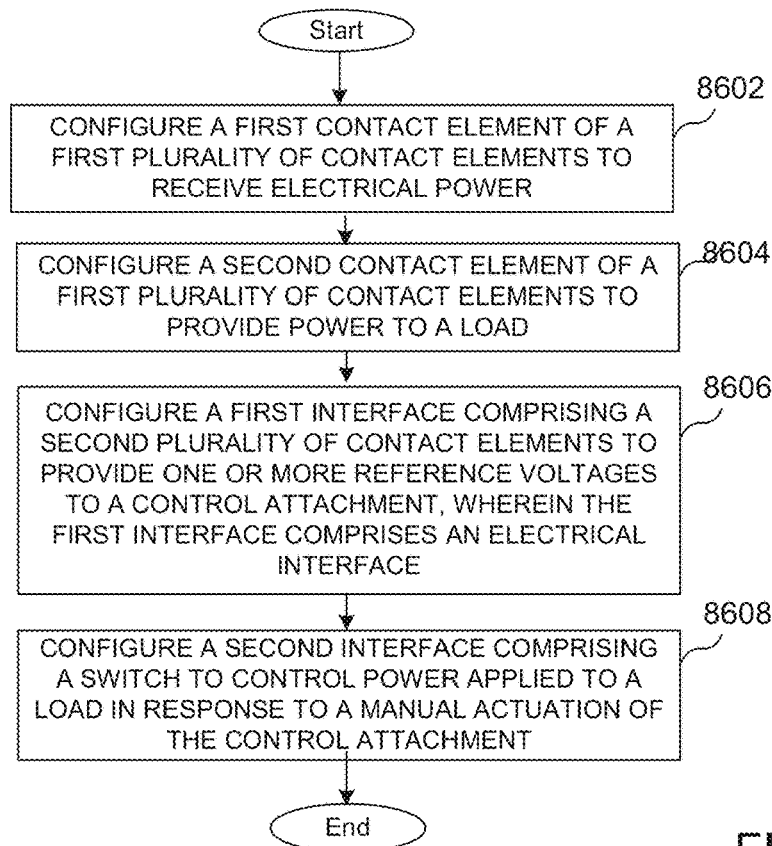 Start
8602
CONFIGURE A FIRST CONTACT ELEMENT OF A
FIRST PLURALITY OF CONTACT ELEMENTS TO
RECEIVE ELECTRICAL POWER
8604
CONFIGURE A SECOND CONTACT ELEMENT OF A
FIRST PLURALITY OF CONTACT ELEMENTS TO
PROVIDE POWER TO A LOAD
8606
CONFIGURE A FIRST INTERFACE COMPRISING A
SECOND PLURALITY OF CONTACT ELEMENTS TO
PROVIDE ONE OR MORE REFERENCE VOLTAGES
TO A CONTROL ATTACHMENT, WHEREIN THE
FIRST INTERFACE COMPRISES AN ELECTRICAL
INTERFACE
8608
CONFIGURE A SECOND INTERFACE COMPRISING
A SWITCH TO CONTROL POWER APPLIED TO A
LOAD IN RESPONSE TO A MANUAL ACTUATION OF
THE CONTROL ATTACHMENT
End